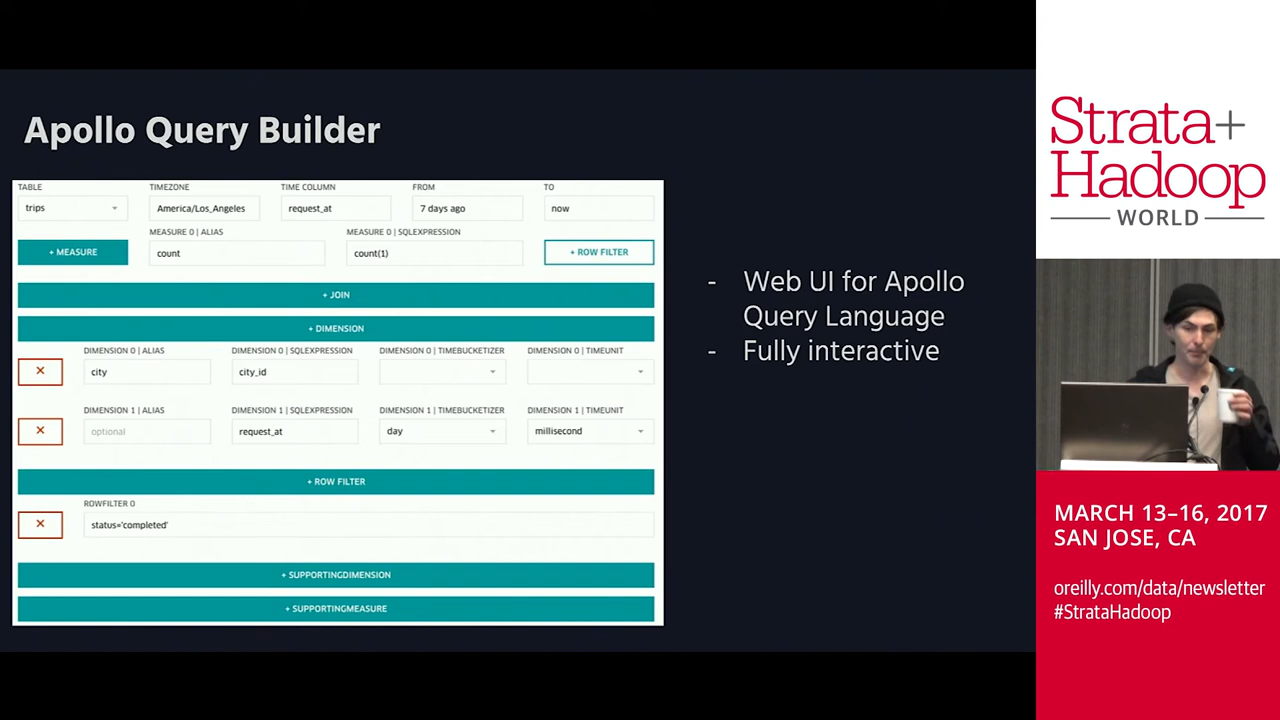 Apollo Query Builder
TABLE TIMEZONE TIME COLUMN FROM TO
trips America/Los_Angeles request_at 7 days ago now
MEASURE 0 | ALIAS MEASURE 0 | SQLEXPRESSION
+ MEASURE count count(1) + ROW FILTER
+ JOIN
+ DIMENSION
DIMENSION 0 | ALIAS DIMENSION 0 | SQLEXPRESSION DIMENSION 0 | TIMEBUCKETIZER DIMENSION 0 | TIMEUNIT
× city city_id
DIMENSION 1 | ALIAS DIMENSION 1 | SQLEXPRESSION DIMENSION 1 | TIMEBUCKETIZER DIMENSION 1 | TIMEUNIT
× optional request_at day millisecond
+ ROW FILTER
ROWFILTER 0
× status='completed'
+ SUPPORTINGDIMENSION
+ SUPPORTINGMEASURE
- Web UI for Apollo
Query Language
- Fully interactive
Strata+
Hadoop
WORLD
MARCH 13–16, 2017
SAN JOSE, CA
oreilly.com/data/newsletter
#StrataHadoop